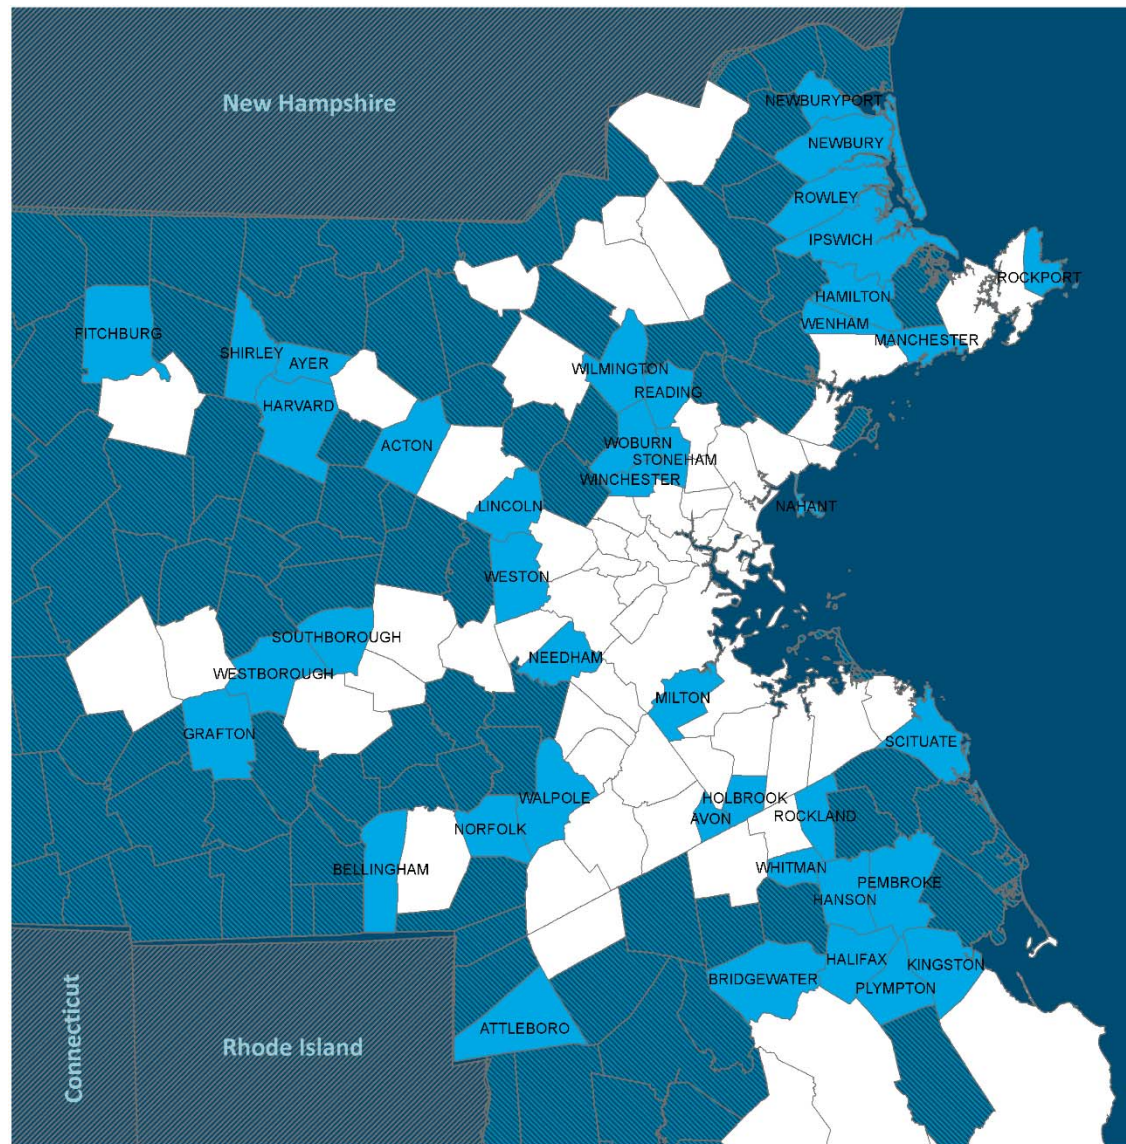 New Hampshire
NEWBURYPORT
NEWBURY
ROWLEY
IPSWICH
ROCKPORT
HAMILTON
WENHAM
MANCHESTER
FITCHBURG
SHIRLEY
AYER
HARVARD
WILMINGTON
READING
ACTON
WOBURN
STONEHAM
WINCHESTER
LINCOLN
NAHANT
WESTON
SOUTHBOROUGH
NEEDHAM
WESTBOROUGH
MILTON
GRAFTON
SCITUATE
WALPOLE
HOLBROOK
AVON
ROCKLAND
NORFOLK
BELLINGHAM
WHITMAN
PEMBROKE
HANSON
HALIFAX
KINGSTON
BRIDGEWATER
PLYMPTON
ATTLEBORO
Connecticut
Rhode Island